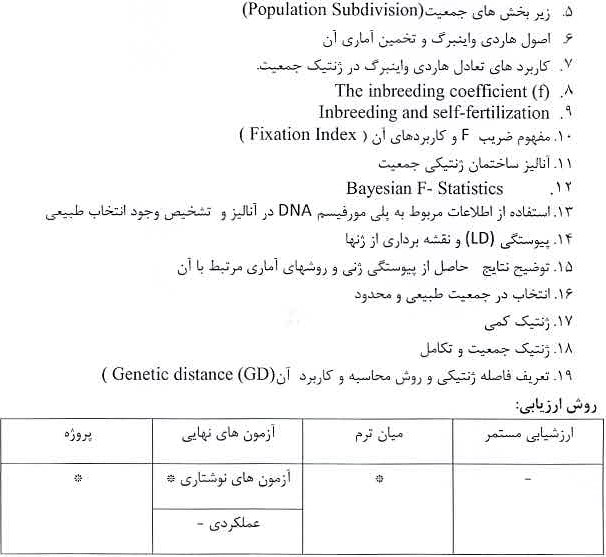 ۵. زیر بخش های جمعیت(Population Subdivision)
۶. اصول هاردی واینبرگ و تخمین آماری آن
۷. کاربرد های تعادل هاردی واینبرگ در ژنتیک جمعیت.
۸. The inbreeding coefficient (f)
۹. Inbreeding and self-fertilization
۱۰. مفهوم ضریب F و کاربردهای آن ( Fixation Index )
۱۱. آنالیز ساختمان ژنتیکی جمعیت
۱۲. Bayesian F- Statistics
۱۳. استفاده از اطلاعات مربوط به پلی مورفیسم DNA در آنالیز و تشخیص وجود انتخاب طبیعی
۱۴. پیوستگی (LD) و نقشه برداری از ژنها
۱۵. توضیح نتایج حاصل از پیوستگی ژنی و روشهای آماری مرتبط با آن
۱۶. انتخاب در جمعیت طبیعی و محدود
۱۷. ژنتیک کمی
۱۸. ژنتیک جمعیت و تکامل
۱۹. تعریف فاصله ژنتیکی و روش محاسبه و کاربرد آن(Genetic distance (GD )
روش ارزیابی:
ارزشیابی مستمر میان ترم آزمون های نهایی پروژه
- * آزمون های نوشتاری * *
عملکردی -